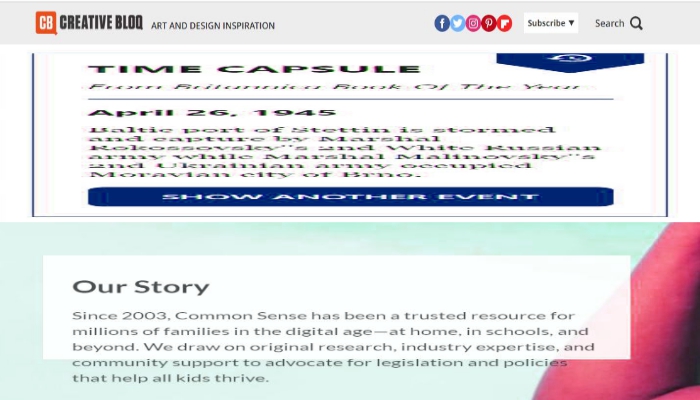 CB CREATIVE BLOQ ART AND DESIGN INSPIRATION Subscribe ▼ Search
TIME CAPSULE
From Britannica Book Of The Year
April 26, 1945
Baltic port of Stettin is stormed
and capture by Marshal
Rokossovsky"s 2nd White Russian
army while Marshal Malinovsky"s
2nd Ukrainian army occupied
Moravian city of Brno.
SHOW ANOTHER EVENT
Our Story
Since 2003, Common Sense has been a trusted resource for
millions of families in the digital age—at home, in schools, and
beyond. We draw on original research, industry expertise, and
community support to advocate for legislation and policies
that help all kids thrive.